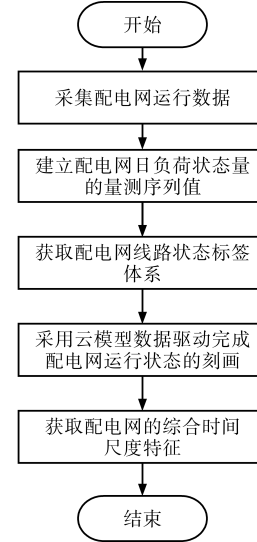 开始
采集配电网运行数据
建立配电网日负荷状态量
的量测序列值
获取配电网线路状态标签
体系
采用云模型数据驱动完成
配电网运行状态的刻画
获取配电网的综合时间
尺度特征
结束